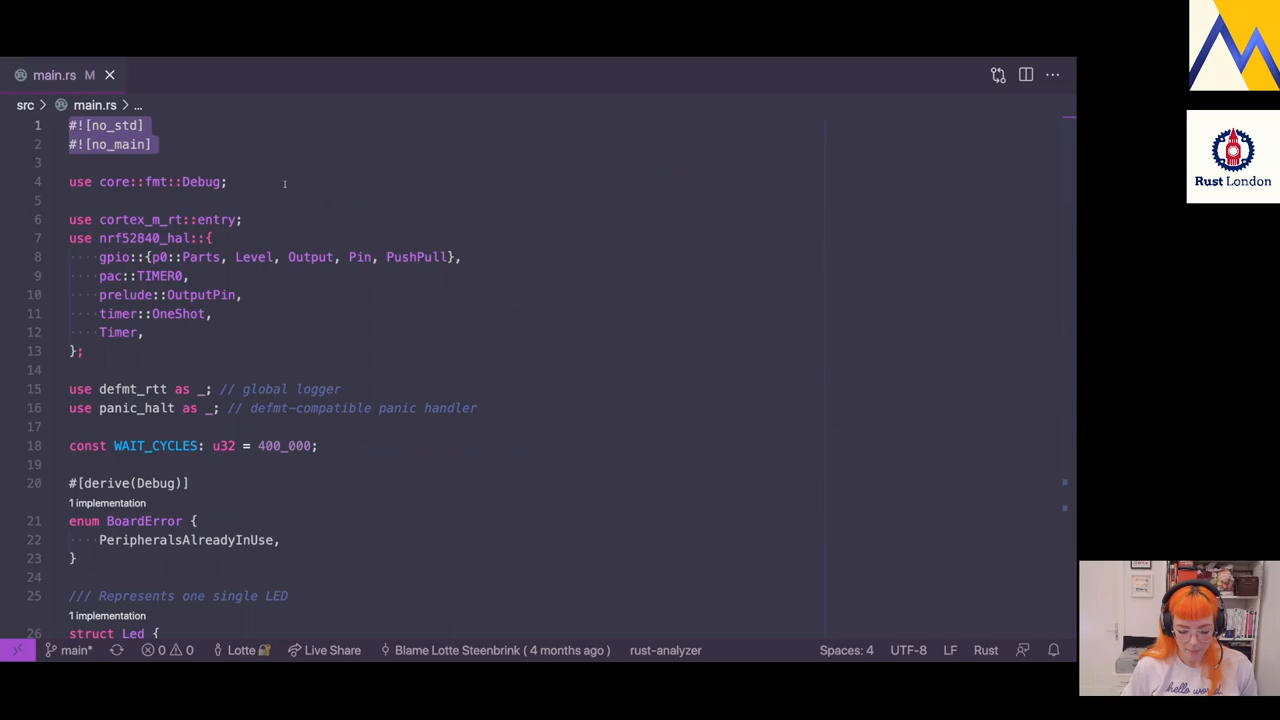 main.rs M
src > main.rs > ...
1 #![no_std]
2 #![no_main]
3
4 use core::fmt::Debug;
5
6 use cortex_m_rt::entry;
7 use nrf52840_hal::{
8 ····gpio::{p0::Parts, Level, Output, Pin, PushPull},
9 ····pac::TIMER0,
10 ····prelude::OutputPin,
11 ····timer::OneShot,
12 ····Timer,
13 };
14
15 use defmt_rtt as _; // global logger
16 use panic_halt as _; // defmt-compatible panic handler
17
18 const WAIT_CYCLES: u32 = 400_000;
19
20 #[derive(Debug)]
1 implementation
21 enum BoardError {
22 ····PeripheralsAlreadyInUse,
23 }
24
25 /// Represents one single LED
1 implementation
26 struct Led {
main* 0 0 Lotte Live Share Blame Lotte Steenbrink ( 4 months ago ) rust-analyzer Spaces: 4 UTF-8 LF Rust
Rust London
hello world.